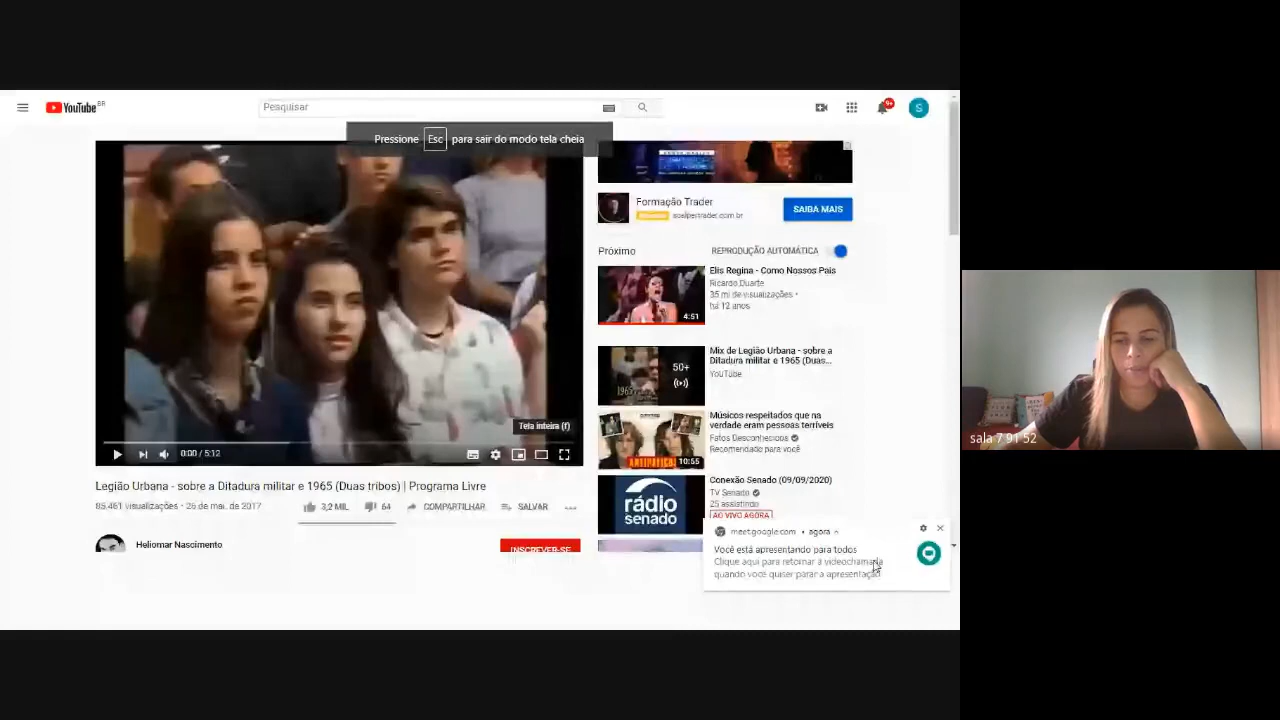 YouTube BR
Pesquisar
9+
S
Pressione Esc para sair do modo tela cheia
Formação Trader
scalpertrader.com.br
SAIBA MAIS
Próximo
REPRODUÇÃO AUTOMÁTICA
Elis Regina - Como Nossos Pais
Ricardo Duarte
35 mi de visualizações •
há 12 anos
4:51
Mix de Legião Urbana - sobre a
Ditadura militar e 1965 (Duas...
YouTube
50+
1965
Músicos respeitados que na
verdade eram pessoas terríveis
Fatos Desconhecidos
Recomendado para você
10:55
Conexão Senado (09/09/2020)
TV Senado
25 assistindo
AO VIVO AGORA
rádio
senado
Tela inteira (f)
0:00 / 5:12
Legião Urbana - sobre a Ditadura militar e 1965 (Duas tribos) | Programa Livre
85.461 visualizações • 26 de mai. de 2017
3,2 MIL
64
COMPARTILHAR
SALVAR
Heliomar Nascimento
INSCREVER-SE
meet.google.com • agora
Você está apresentando para todos
Clique aqui para retornar à videochamada
quando você quiser parar a apresentação
sala 7 91 52